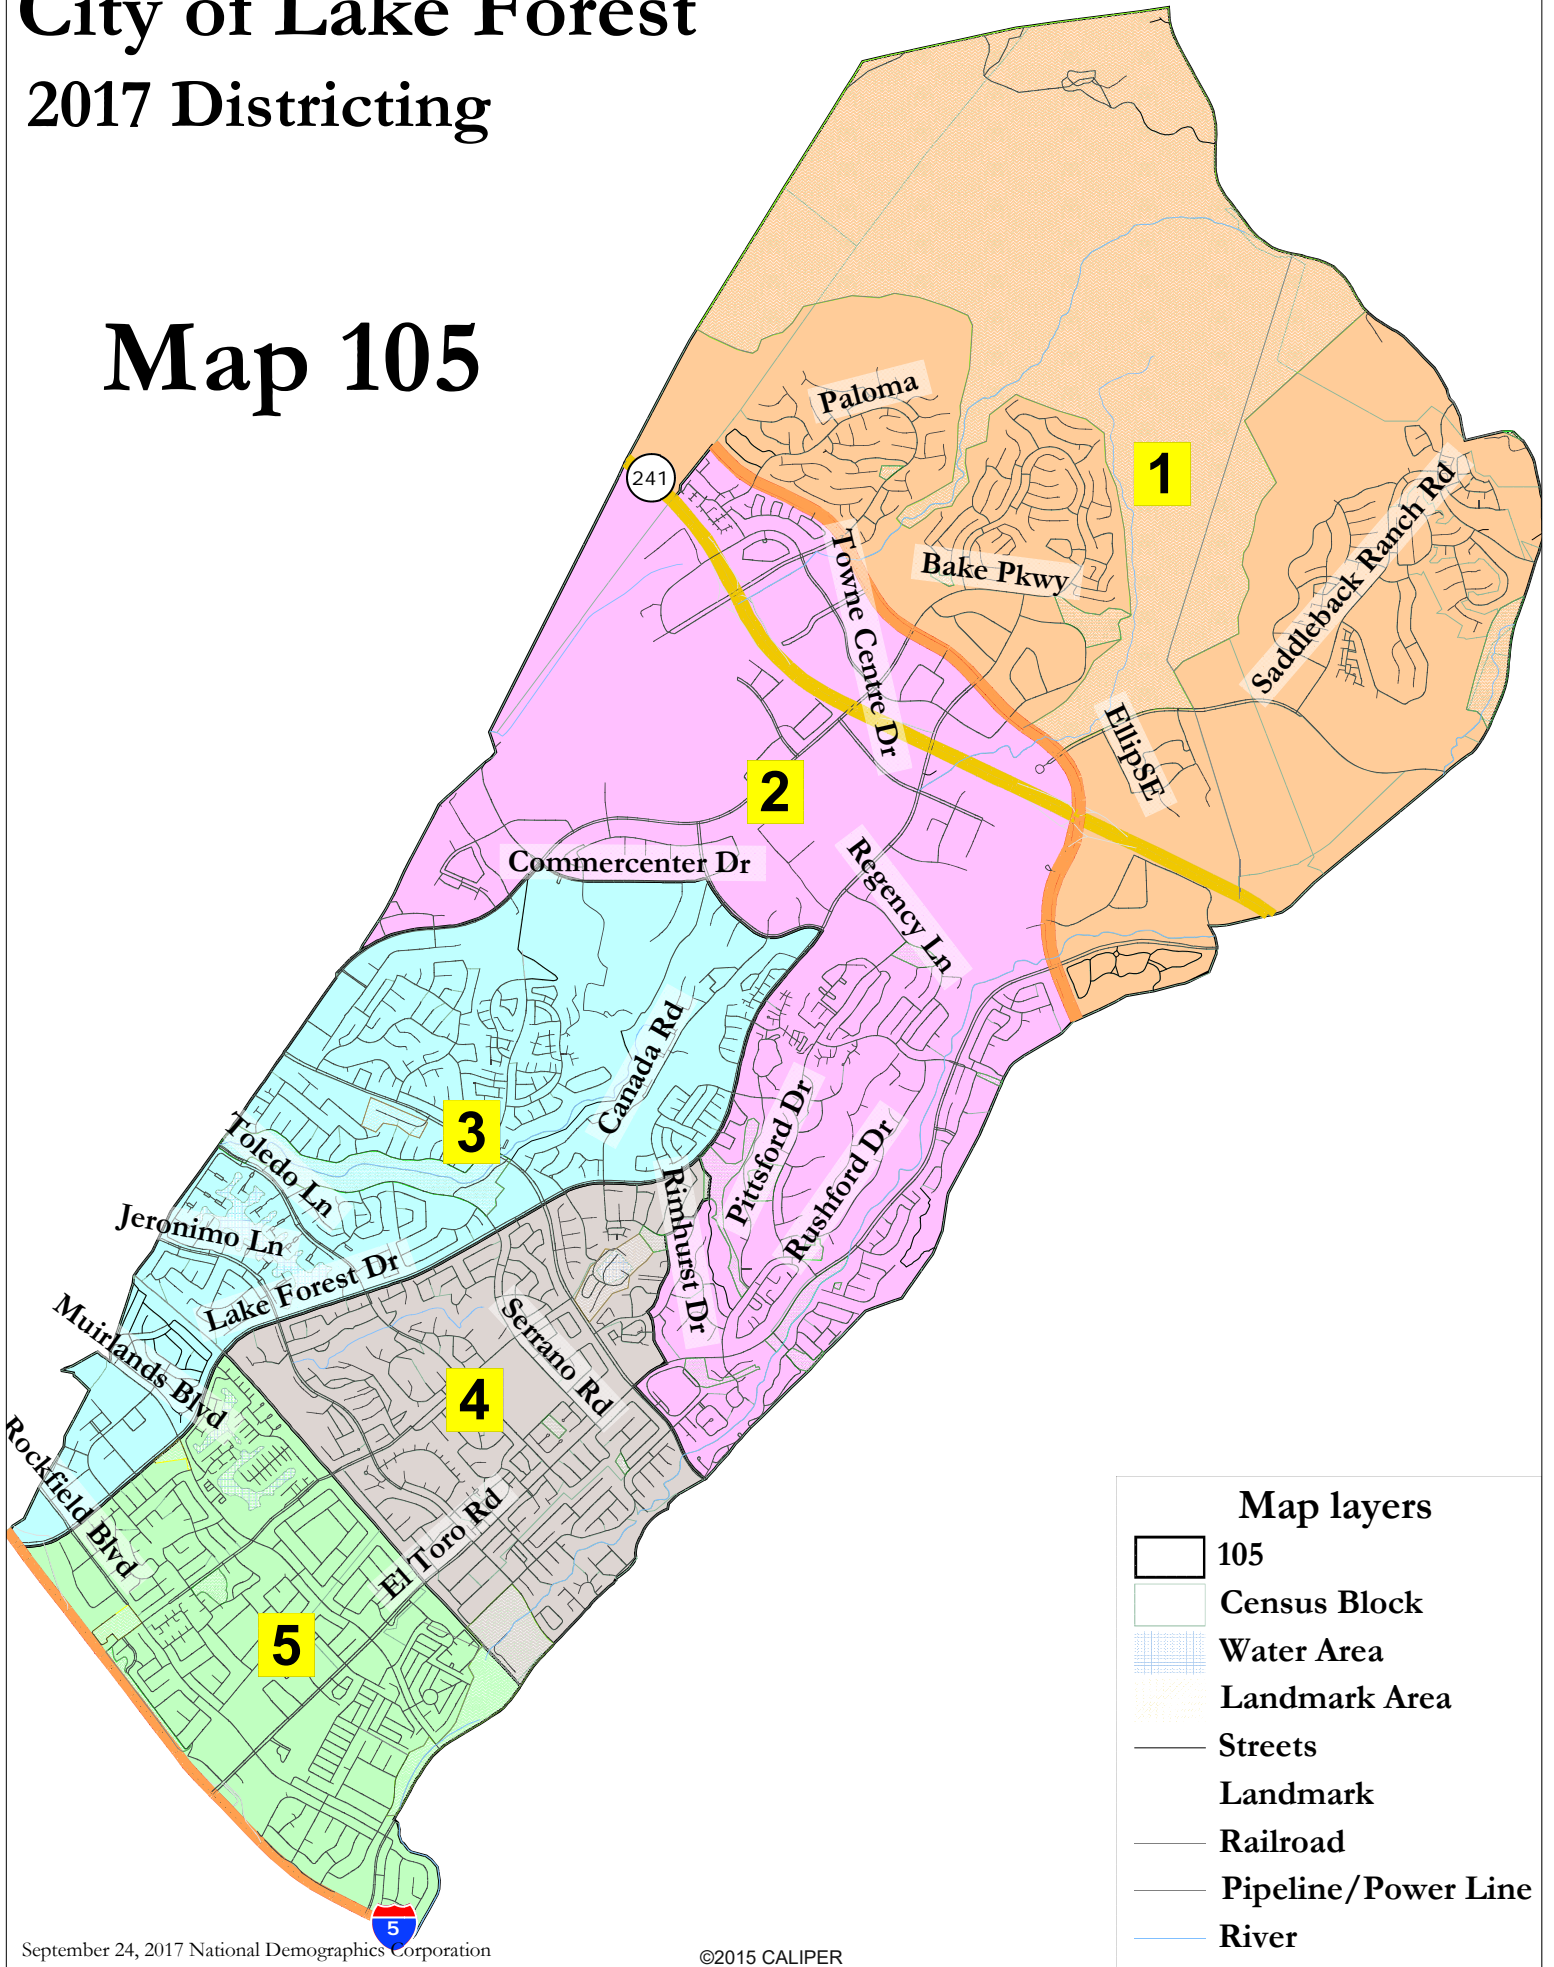 City of Lake Forest
2017 Districting
Map 105
Paloma
1
241
Saddleback Ranch Rd
Towne Centre Dr
Bake Pkwy
EllipSE
2
Commercenter Dr
Regency Ln
Canada Rd
3
Toledo Ln
Pittsford Dr
Rushford Dr
Rimhurst Dr
Jeronimo Ln
Lake Forest Dr
Muirlands Blvd
Serrano Rd
4
Rockfield Blvd
El Toro Rd
5
Map layers
105
Census Block
Water Area
Landmark Area
Streets
Landmark
Railroad
Pipeline/Power Line
River
5
September 24, 2017 National Demographics Corporation
©2015 CALIPER